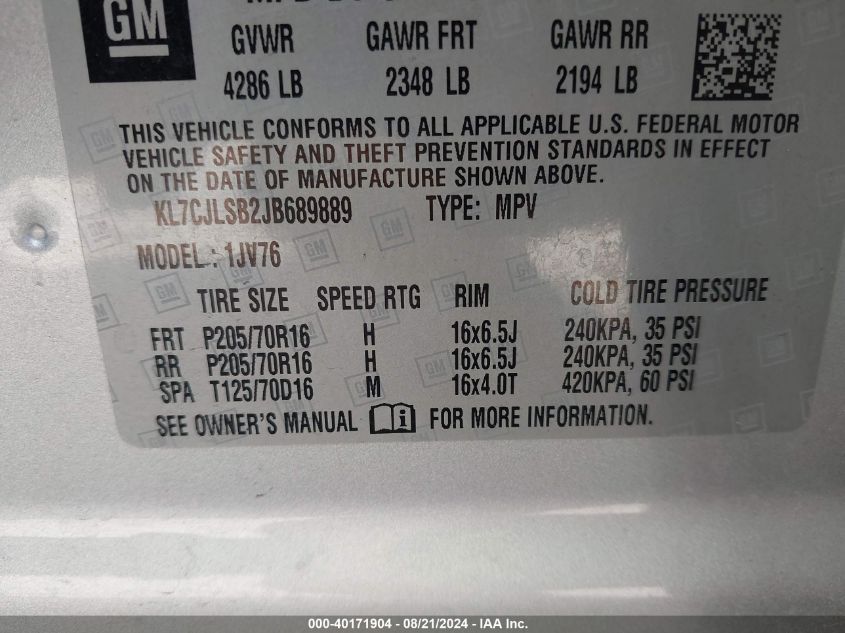 GM
GVWR GAWR FRT GAWR RR
4286 LB 2348 LB 2194 LB
THIS VEHICLE CONFORMS TO ALL APPLICABLE U.S. FEDERAL MOTOR
VEHICLE SAFETY AND THEFT PREVENTION STANDARDS IN EFFECT
ON THE DATE OF MANUFACTURE SHOWN ABOVE.
KL7CJLSB2JB689889 TYPE: MPV
MODEL: 1JV76
TIRE SIZE SPEED RTG RIM COLD TIRE PRESSURE
FRT P205/70R16 H 16x6.5J 240KPA, 35 PSI
RR P205/70R16 H 16x6.5J 240KPA, 35 PSI
SPA T125/70D16 M 16x4.0T 420KPA, 60 PSI
SEE OWNER'S MANUAL FOR MORE INFORMATION.
000-40171904 / 08/21/2024 - © IAA Inc.